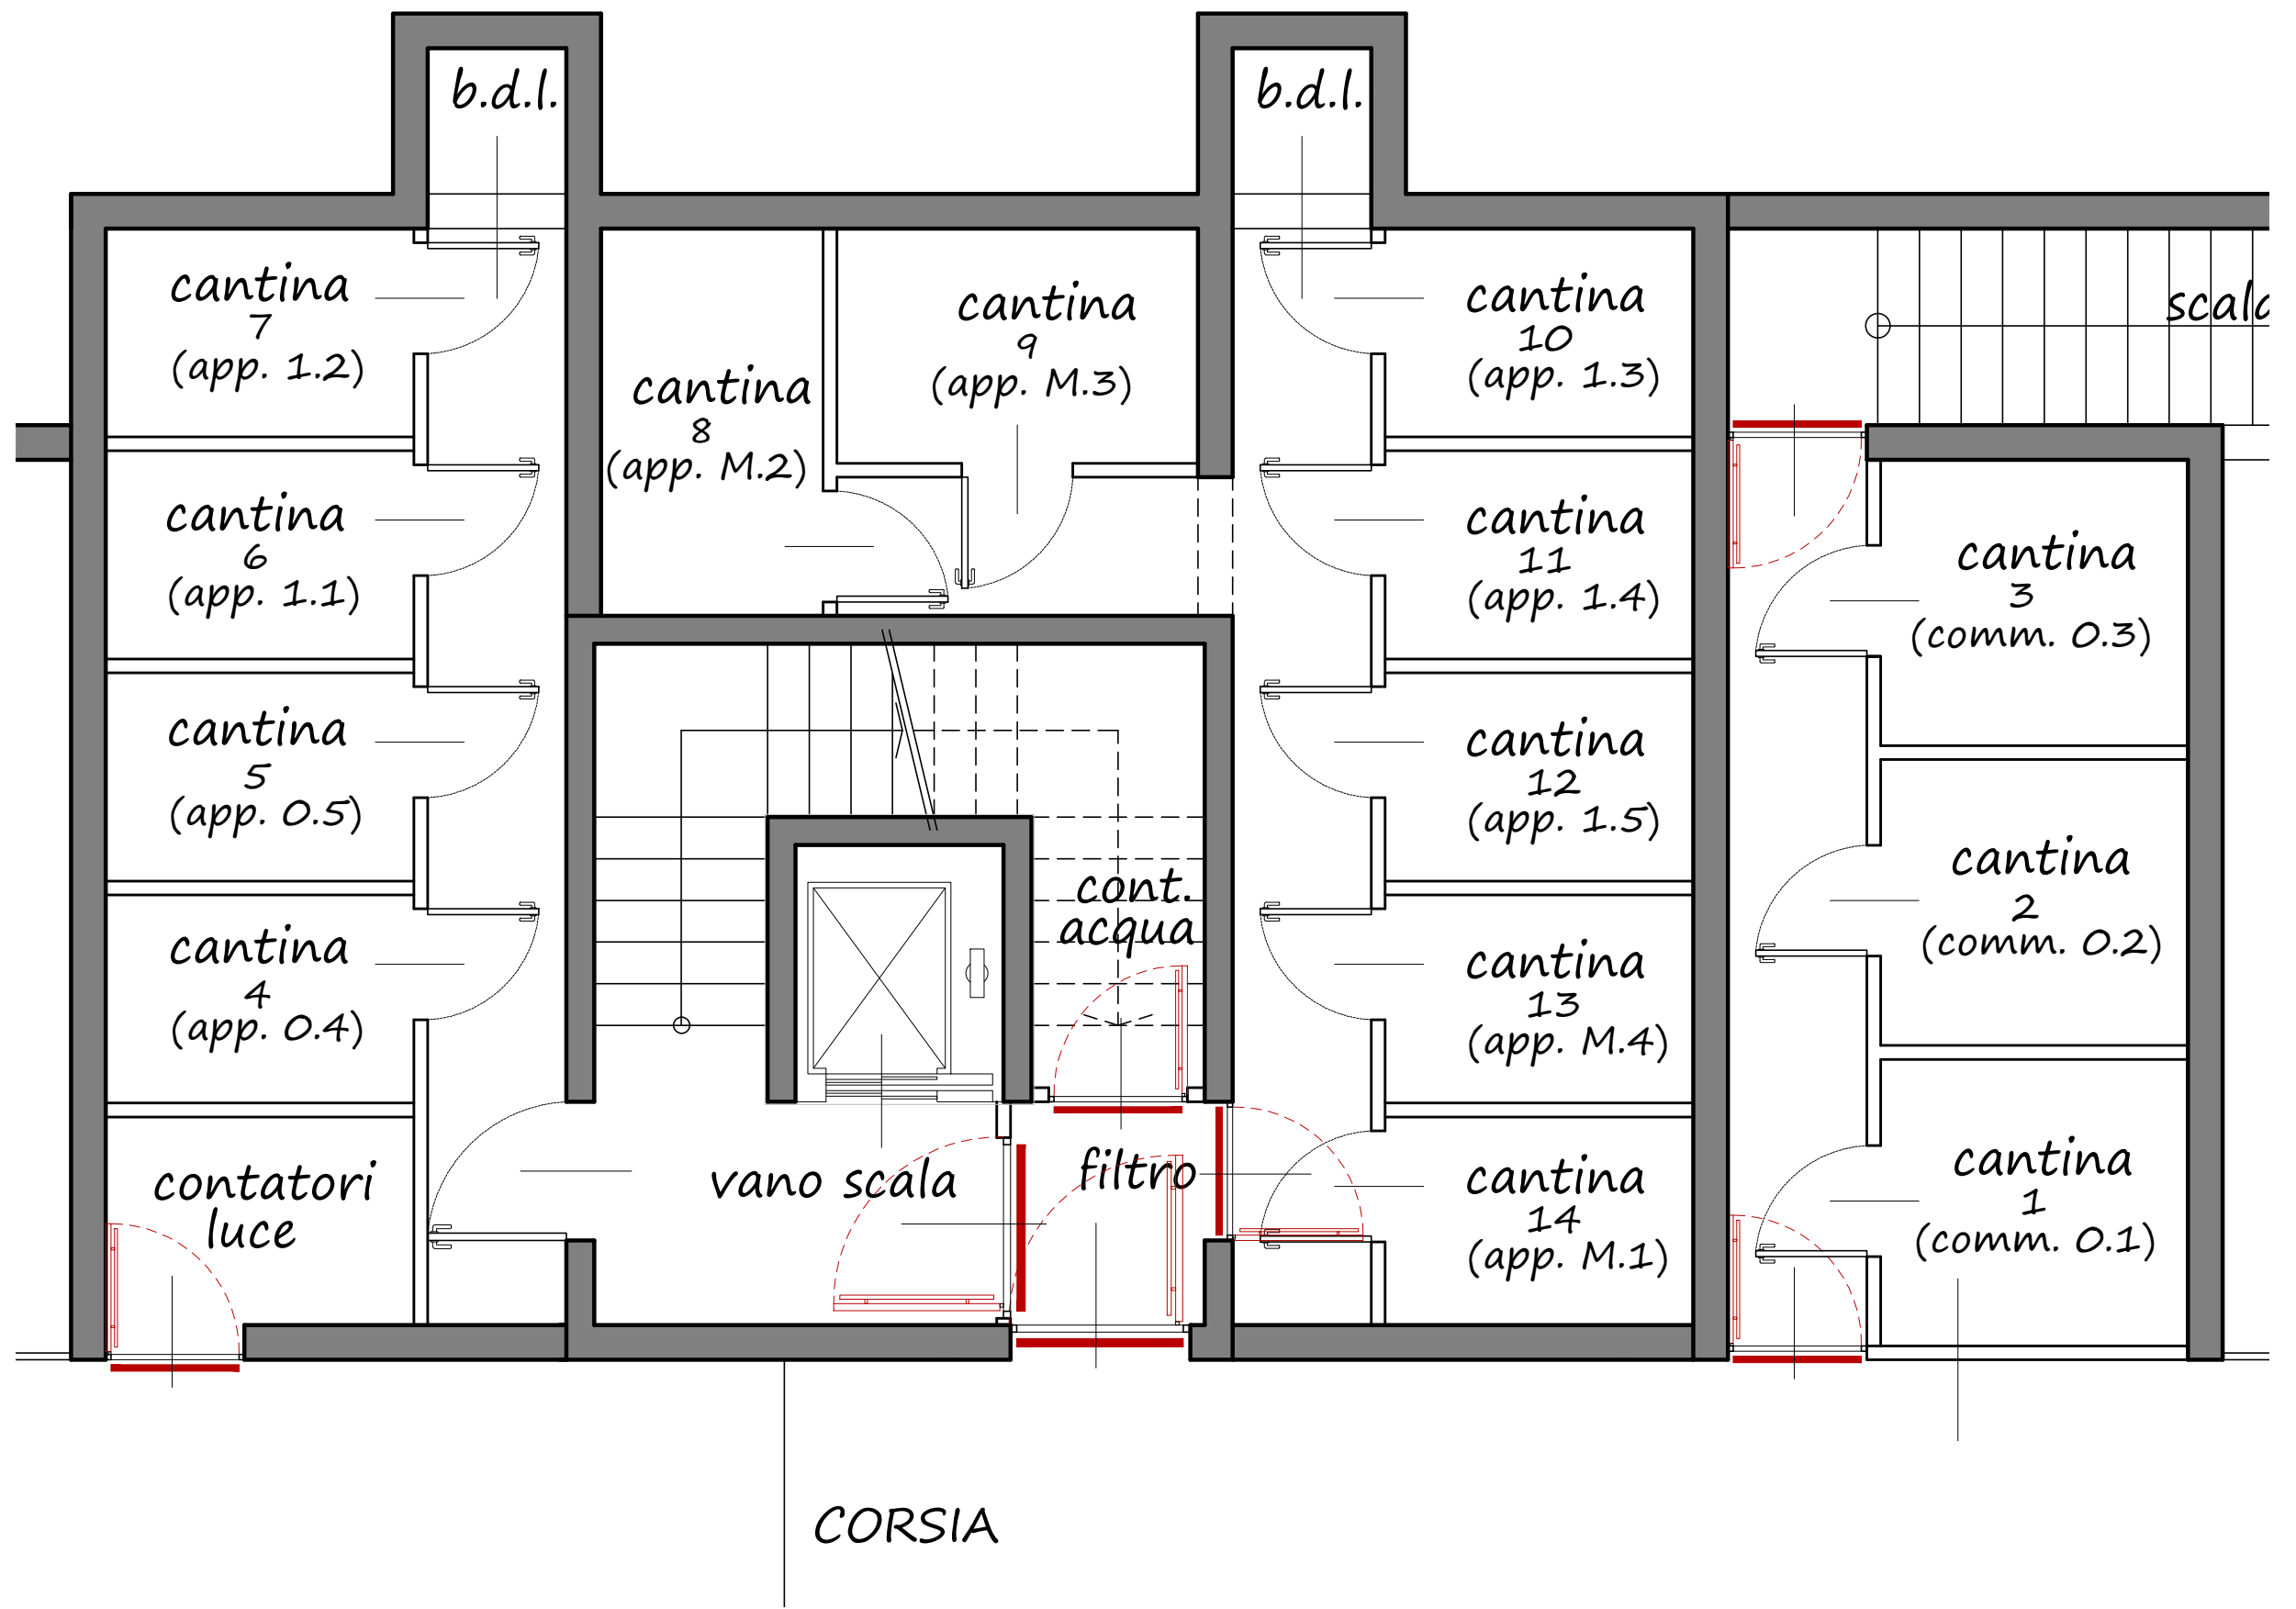 b.d.l.
b.d.l.
cantina
7
(app. 1.2)
cantina
8
(app. M.2)
cantina
9
(app. M.3)
cantina
10
(app. 1.3)
scala
cantina
6
(app. 1.1)
cantina
11
(app. 1.4)
cantina
3
(comm. 0.3)
cantina
5
(app. 0.5)
cantina
12
(app. 1.5)
cantina
4
(app. 0.4)
cont.
acqua
cantina
13
(app. M.4)
cantina
2
(comm. 0.2)
contatori
luce
vano scala
filtro
cantina
14
(app. M.1)
cantina
1
(comm. 0.1)
CORSIA